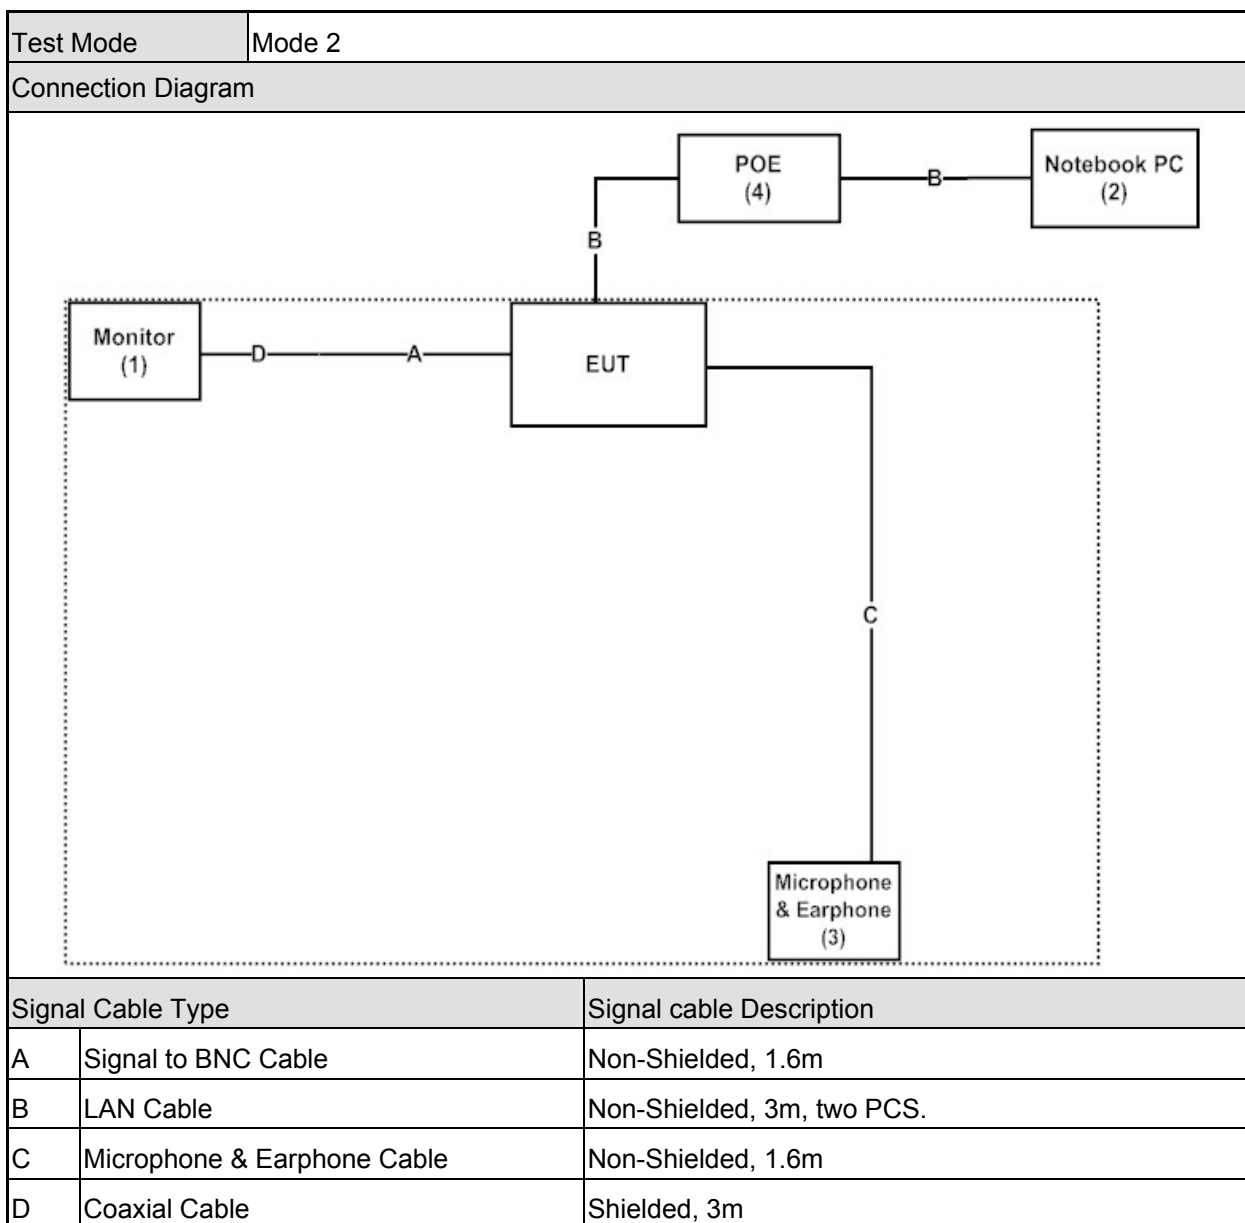 Test Mode Mode 2
Connection Diagram
POE
(4)
B
Notebook PC
(2)
B
Monitor
(1)
D
A
EUT
C
Microphone
& Earphone
(3)
Signal Cable Type Signal cable Description
A Signal to BNC Cable Non-Shielded, 1.6m
B LAN Cable Non-Shielded, 3m, two PCS.
C Microphone & Earphone Cable Non-Shielded, 1.6m
D Coaxial Cable Shielded, 3m